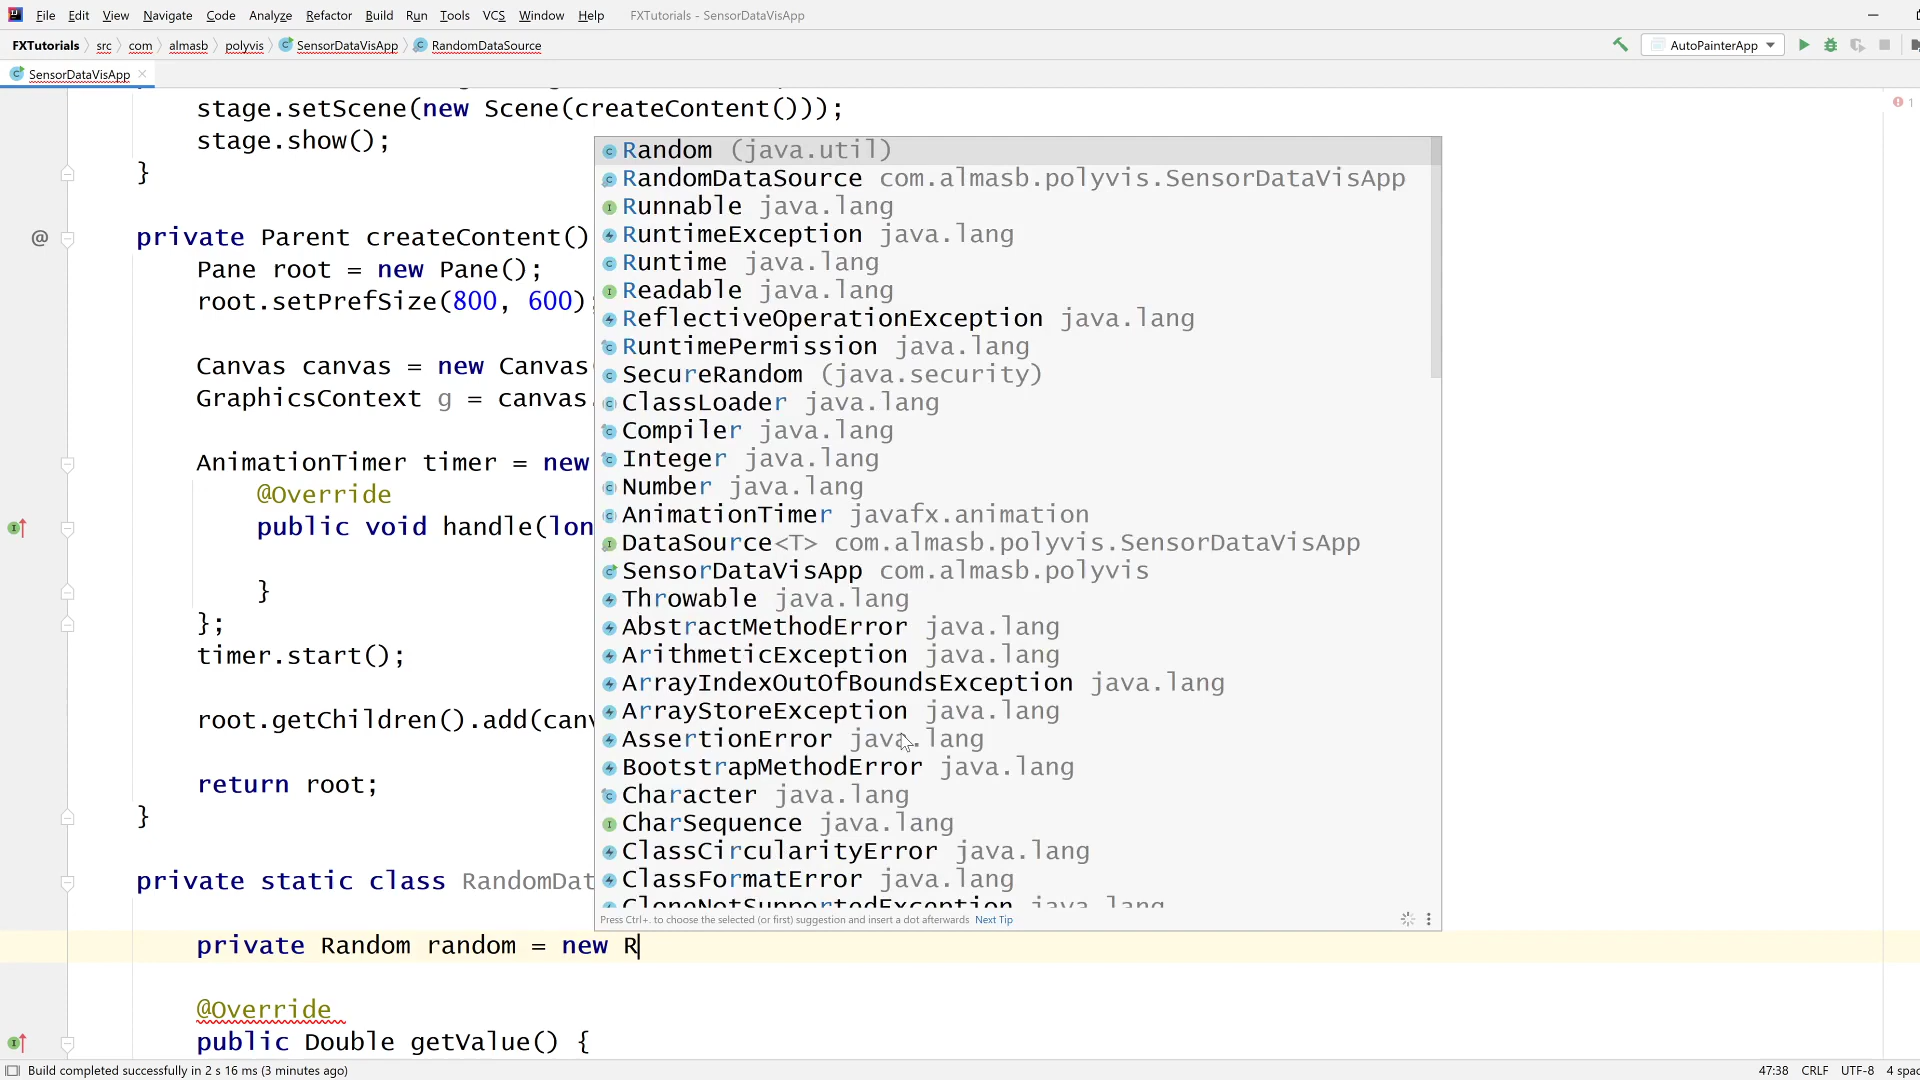 File Edit View Navigate Code Analyze Refactor Build Run Tools VCS Window Help FXTutorials - SensorDataVisApp
FXTutorials src com almasb polyvis SensorDataVisApp RandomDataSource AutoPainterApp
SensorDataVisApp
stage.setScene(new Scene(createContent()));
stage.show();
}
private Parent createContent()
Pane root = new Pane();
root.setPrefSize(800, 600);
Canvas canvas = new Canvas
GraphicsContext g = canvas.
AnimationTimer timer = new
@Override
public void handle(lon
}
};
timer.start();
root.getChildren().add(canv
return root;
}
private static class RandomDat
private Random random = new R
@Override
public Double getValue() {
Random (java.util)
RandomDataSource com.almasb.polyvis.SensorDataVisApp
Runnable java.lang
RuntimeException java.lang
Runtime java.lang
Readable java.lang
ReflectiveOperationException java.lang
RuntimePermission java.lang
SecureRandom (java.security)
ClassLoader java.lang
Compiler java.lang
Integer java.lang
Number java.lang
AnimationTimer javafx.animation
DataSource<T> com.almasb.polyvis.SensorDataVisApp
SensorDataVisApp com.almasb.polyvis
Throwable java.lang
AbstractMethodError java.lang
ArithmeticException java.lang
ArrayIndexOutOfBoundsException java.lang
ArrayStoreException java.lang
AssertionError java.lang
BootstrapMethodError java.lang
Character java.lang
CharSequence java.lang
ClassCircularityError java.lang
ClassFormatError java.lang
CloneNotSupportedException java.lang
Press Ctrl+. to choose the selected (or first) suggestion and insert a dot afterwards Next Tip
1
Build completed successfully in 2 s 16 ms (3 minutes ago) 47:38 CRLF UTF-8 4 spac